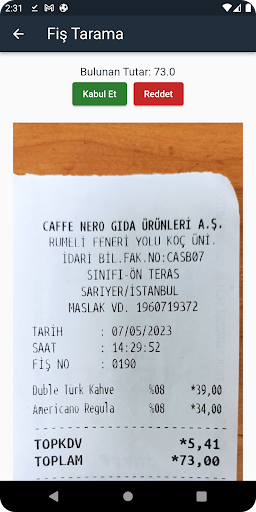 2:31
Fiş Tarama
Bulunan Tutar: 73.0
Kabul Et Reddet
CAFFE NERO GIDA ÜRÜNLERİ A.Ş.
RUMELİ FENERİ YOLU KOÇ ÜNİ.
İDARİ BİL.FAK.NO:CASB07
SINIFI-ÖN TERAS
SARIYER/İSTANBUL
MASLAK VD. 1960719372
TARİH : 07/05/2023
SAAT : 14:29:52
FİŞ NO : 0190
Duble Türk Kahve %08 *39,00
Americano Regula %08 *34,00
TOPKDV *5,41
TOPLAM *73,00